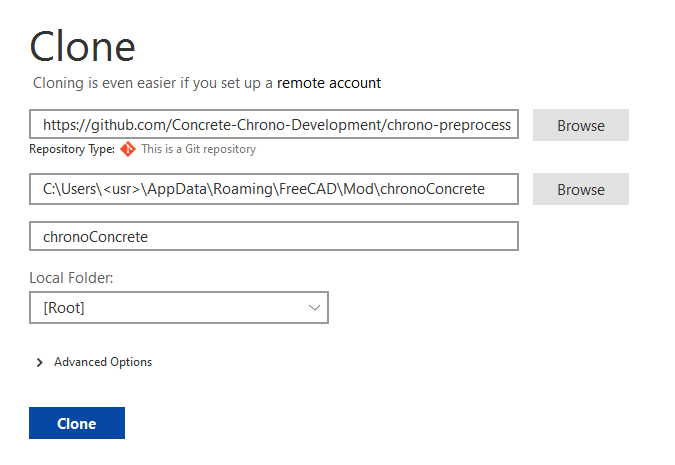 Clone
Cloning is even easier if you set up a remote account
https://github.com/Concrete-Chrono-Development/chrono-preprocess
Browse
Repository Type: This is a Git repository
C:\Users\<usr>\AppData\Roaming\FreeCAD\Mod\chronoConcrete
Browse
chronoConcrete
Local Folder:
[Root]
Advanced Options
Clone